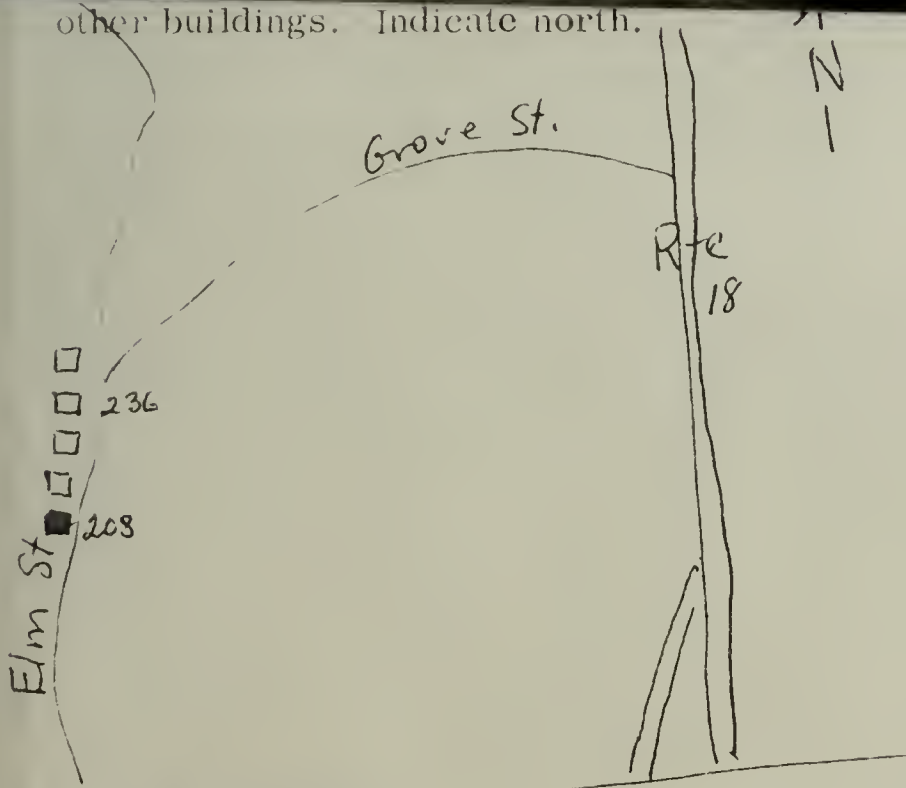 other buildings. Indicate north.
N
Grove St.
Rte
18
236
208
Elm St